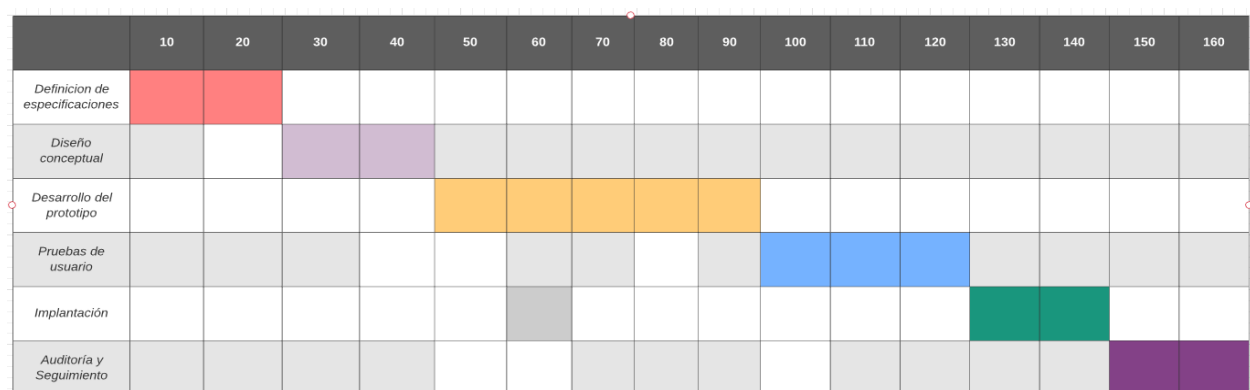 10 20 30 40 50 60 70 80 90 100 110 120 130 140 150 160
Definicion de
especificaciones
Diseño
conceptual
Desarrollo del
prototipo
Pruebas de
usuario
Implantación
Auditoría y
Seguimiento